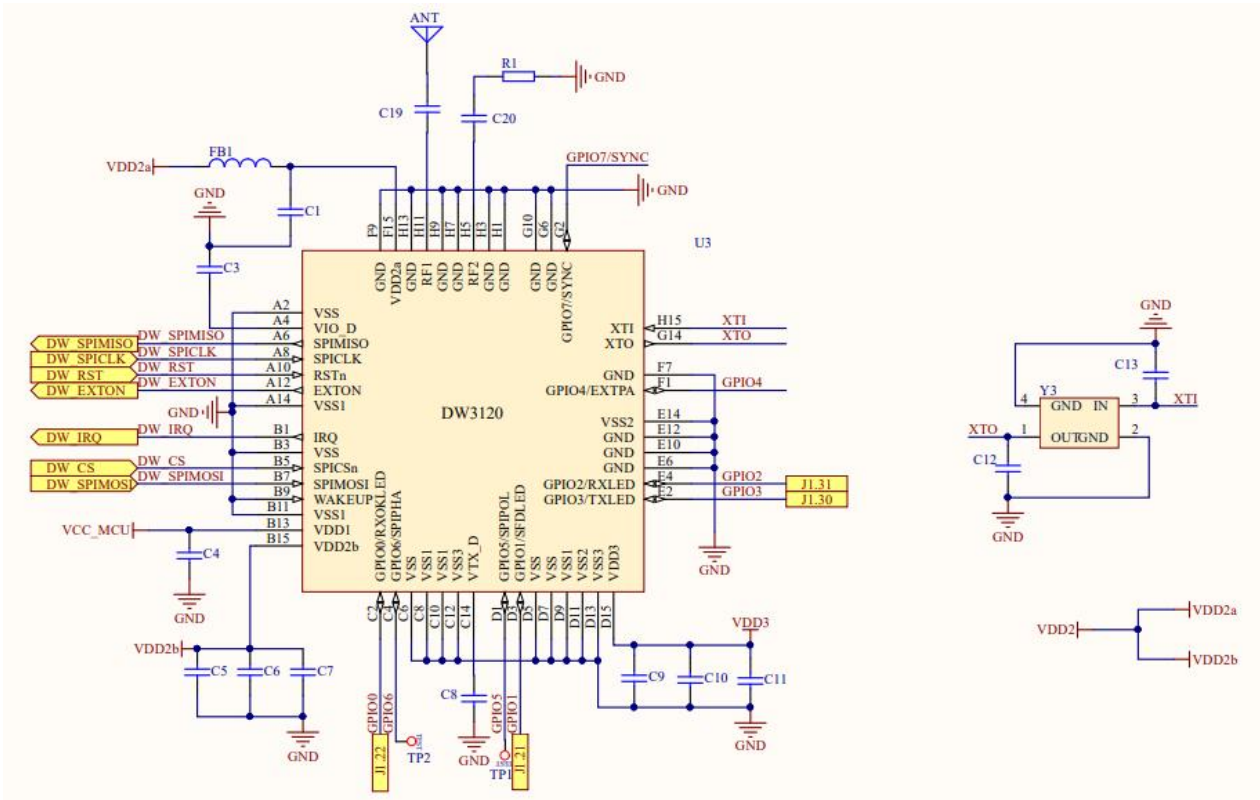 ANT
R1
GND
C19
C20
GPIO7/SYNC
FB1
VDD2a
GND
GND
C1
F9
F15
H13
H11
H9
H7
H5
H3
H1
G10
G6
G2
U3
C3
GND
VDD2a
GND
RF1
GND
GND
RF2
GND
GND
GND
GND
GPIO7/SYNC
A2 VSS
A4 VIO_D
DW_SPIMISO DW_SPIMISO A6 SPIMISO
DW_SPICLK DW_SPICLK A8 SPICLK
DW_RST DW_RST A10 RSTn
DW_EXTON DW_EXTON A12 EXTON
A14 VSS1
GND
DW_IRQ DW_IRQ B1 IRQ
B3 VSS
DW_CS DW_CS B5 SPICSn
DW_SPIMOSI DW_SPIMOSI B7 SPIMOSI
B9 WAKEUP
B11 VSS1
VCC_MCU B13 VDD1
B15 VDD2b
DW3120
XTI H15 XTI
XTO G14 XTO
GND F7
GPIO4/EXTPA F1 GPIO4
VSS2 E14
GND E12
GND E10
GND E6
GPIO2/RXLED E4 GPIO2 J1.31
GPIO3/TXLED E2 GPIO3 J1.30
GND
GPIO0/RXOKLED
GPIO6/SPIPHA
VSS
VSS1
VSS1
VSS3
VTX_D
GPIO5/SPIPOL
GPIO1/SFDLED
VSS
VSS
VSS1
VSS2
VSS3
VDD3
C2
C4
C6
C8
C10
C12
C14
D1
D3
D5
D7
D9
D11
D13
D15
C4
GND
VDD2b
C5
C6
C7
GND
GPIO0
GPIO6
J1.22
TP2
C8
GND
GPIO5
GPIO1
TP1
J1.21
VDD3
C9
C10
C11
GND
GND
C13
Y3
4 GND IN 3 XTI
XTO 1 OUT GND 2
C12
GND
VDD2
VDD2a
VDD2b